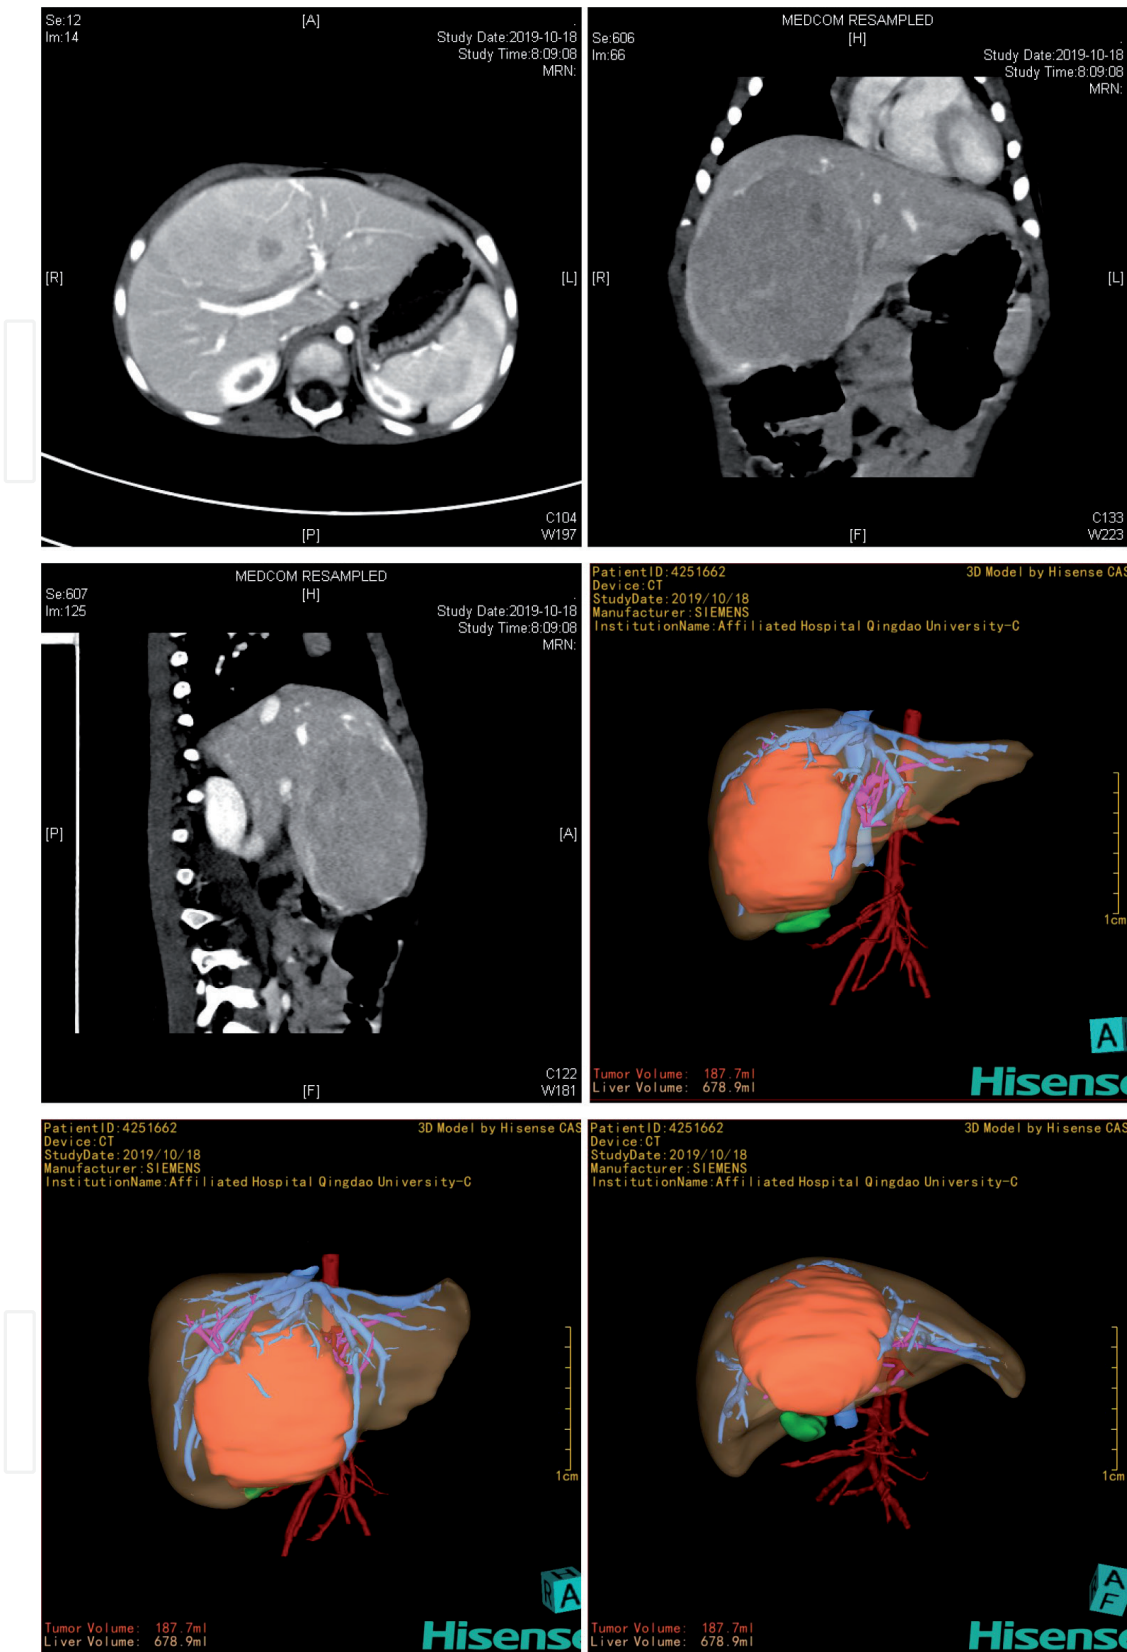 Se:12
Im:14
[A]
Study Date:2019-10-18
Study Time:8:09:08
MRN:
[R]
[L]
[P]
C104
W197
MEDCOM RESAMPLED
Se:606
Im:66
[H]
Study Date:2019-10-18
Study Time:8:09:08
MRN:
[R]
[L]
[F]
C133
W223
MEDCOM RESAMPLED
Se:607
Im:125
[H]
Study Date:2019-10-18
Study Time:8:09:08
MRN:
[P]
[A]
[F]
C122
W181
PatientID:4251662
3D Model by Hisense CAS
Device:CT
StudyDate:2019/10/18
Manufacturer:SIEMENS
InstitutionName:Affiliated Hospital Qingdao University-C
1cm
A
Tumor Volume: 187.7ml
Liver Volume: 678.9ml
Hisense
PatientID:4251662
3D Model by Hisense CAS
Device:CT
StudyDate:2019/10/18
Manufacturer:SIEMENS
InstitutionName:Affiliated Hospital Qingdao University-C
1cm
H
R A
Tumor Volume: 187.7ml
Liver Volume: 678.9ml
Hisense
PatientID:4251662
3D Model by Hisense CAS
Device:CT
StudyDate:2019/10/18
Manufacturer:SIEMENS
InstitutionName:Affiliated Hospital Qingdao University-C
1cm
A
F
Tumor Volume: 187.7ml
Liver Volume: 678.9ml
Hisense